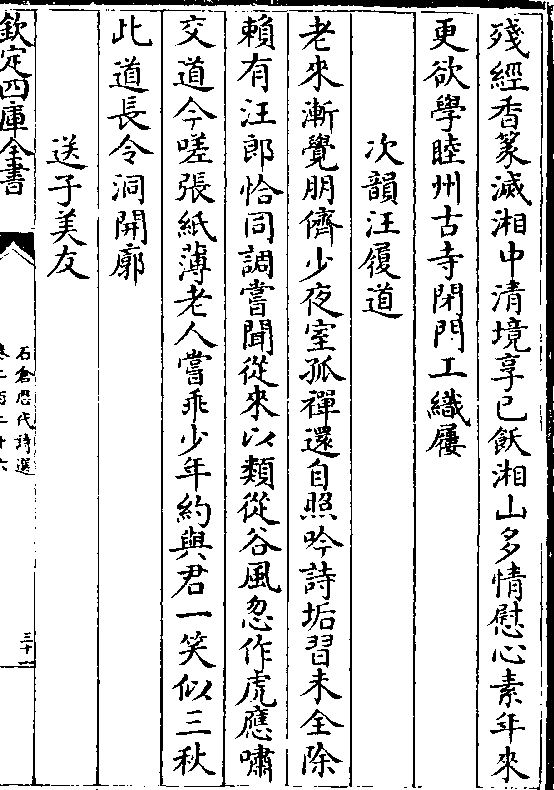 殘經香篆滅湘中清境享已飫湘山多情慰心素年來
更欲學睦州古寺閉門工織屨
次韻汪履道
老來漸覺朋儕少夜室孤禪還自照吟詩垢習未全除
賴有汪郎恰同調嘗聞從來以類從谷風忽作虎應嘯
交道今嗟張紙薄老人嘗乖少年約與君一笑似三秋
此道長令洞開廓
送子美友
欽定四庫全書
石倉歷代詩選
卷二百二十六
三十一